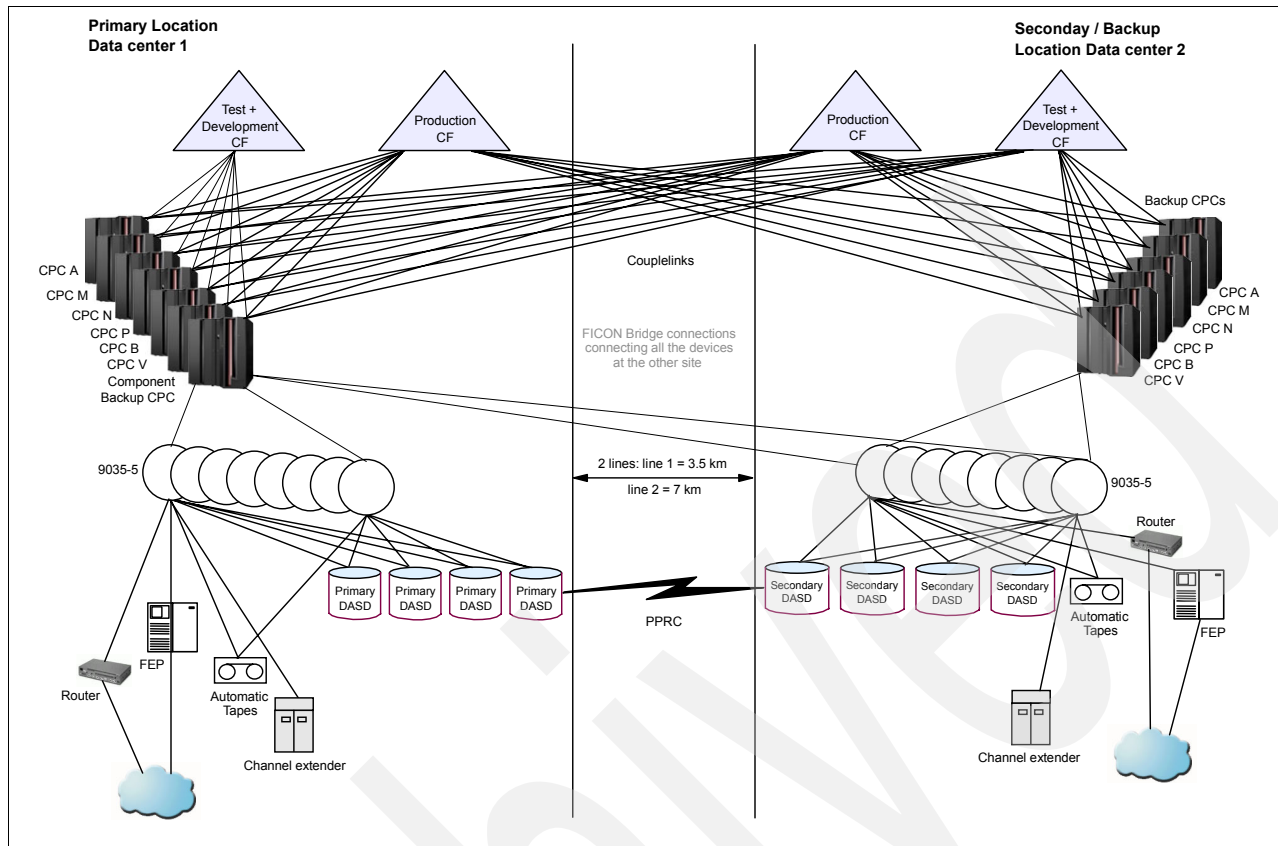 Primary Location
Data center 1
Seconday / Backup
Location Data center 2
Test +
Development
CF
Production
CF
Production
CF
Test +
Development
CF
Backup CPCs
CPC A
CPC M
CPC N
CPC P
CPC B
CPC V
Component
Backup CPC
Couplelinks
FICON Bridge connections
connecting all the devices
at the other site
CPC A
CPC M
CPC N
CPC P
CPC B
CPC V
9035-5
2 lines: line 1 = 3.5 km
line 2 = 7 km
9035-5
Router
Primary
DASD
Primary
DASD
Primary
DASD
Primary
DASD
PPRC
Secondary
DASD
Secondary
DASD
Secondary
DASD
Secondary
DASD
Automatic
Tapes
FEP
FEP
Router
Automatic
Tapes
Channel extender
Channel extender